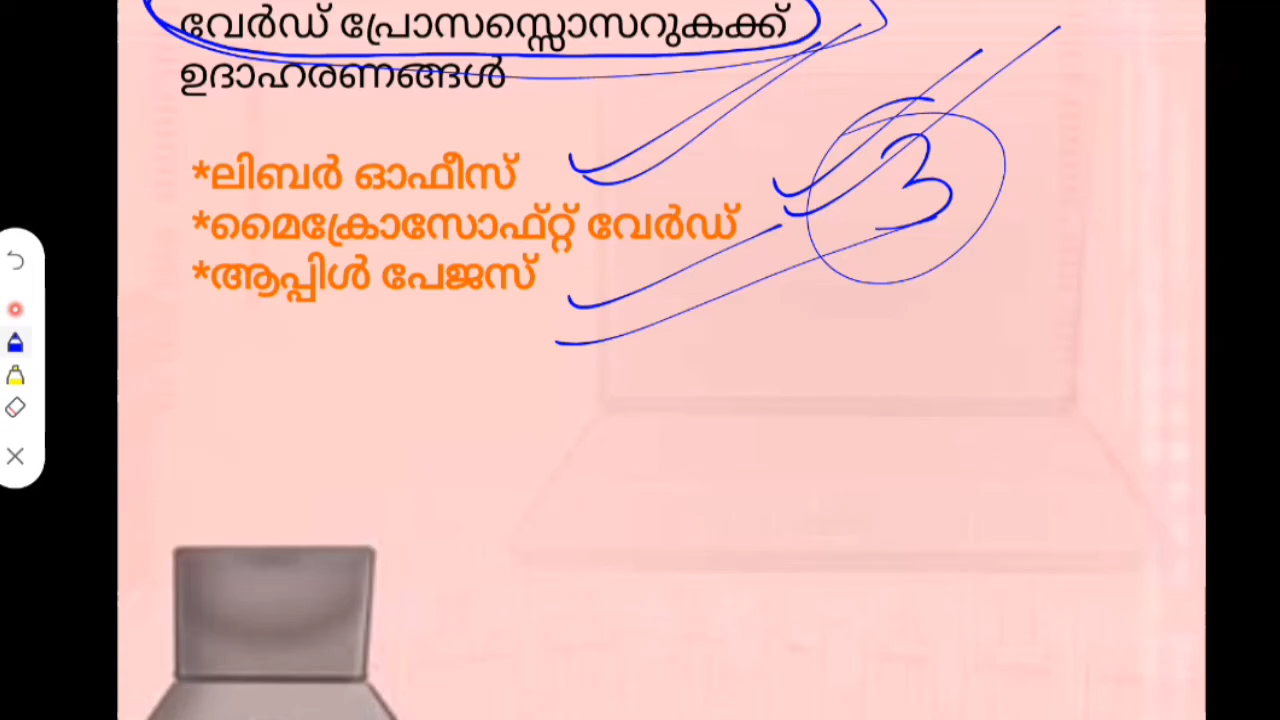 വേർഡ് പ്രോസസ്സൊസറുകക്ക്
ഉദാഹരണങ്ങൾ
*ലിബർ ഓഫീസ്
*മൈക്രോസോഫ്റ്റ് വേർഡ്
*ആപ്പിൾ പേജസ്
3